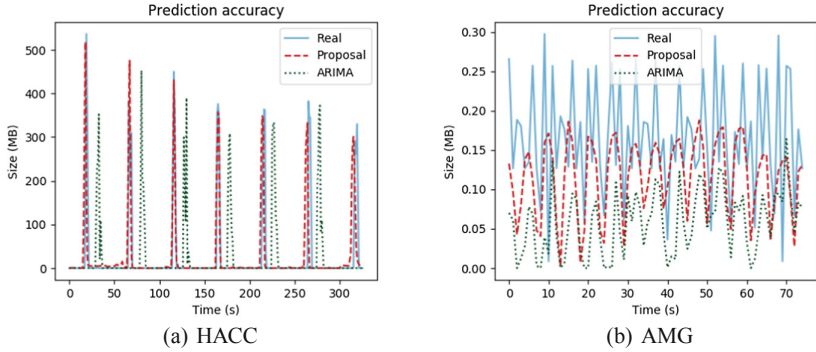 Prediction accuracy
Real
Proposal
ARIMA
500
400
300
200
100
0
Size (MB)
0 50 100 150 200 250 300
Time (s)
(a) HACC
Prediction accuracy
Real
Proposal
ARIMA
0.30
0.25
0.20
0.15
0.10
0.05
0.00
Size (MB)
0 10 20 30 40 50 60 70
Time (s)
(b) AMG